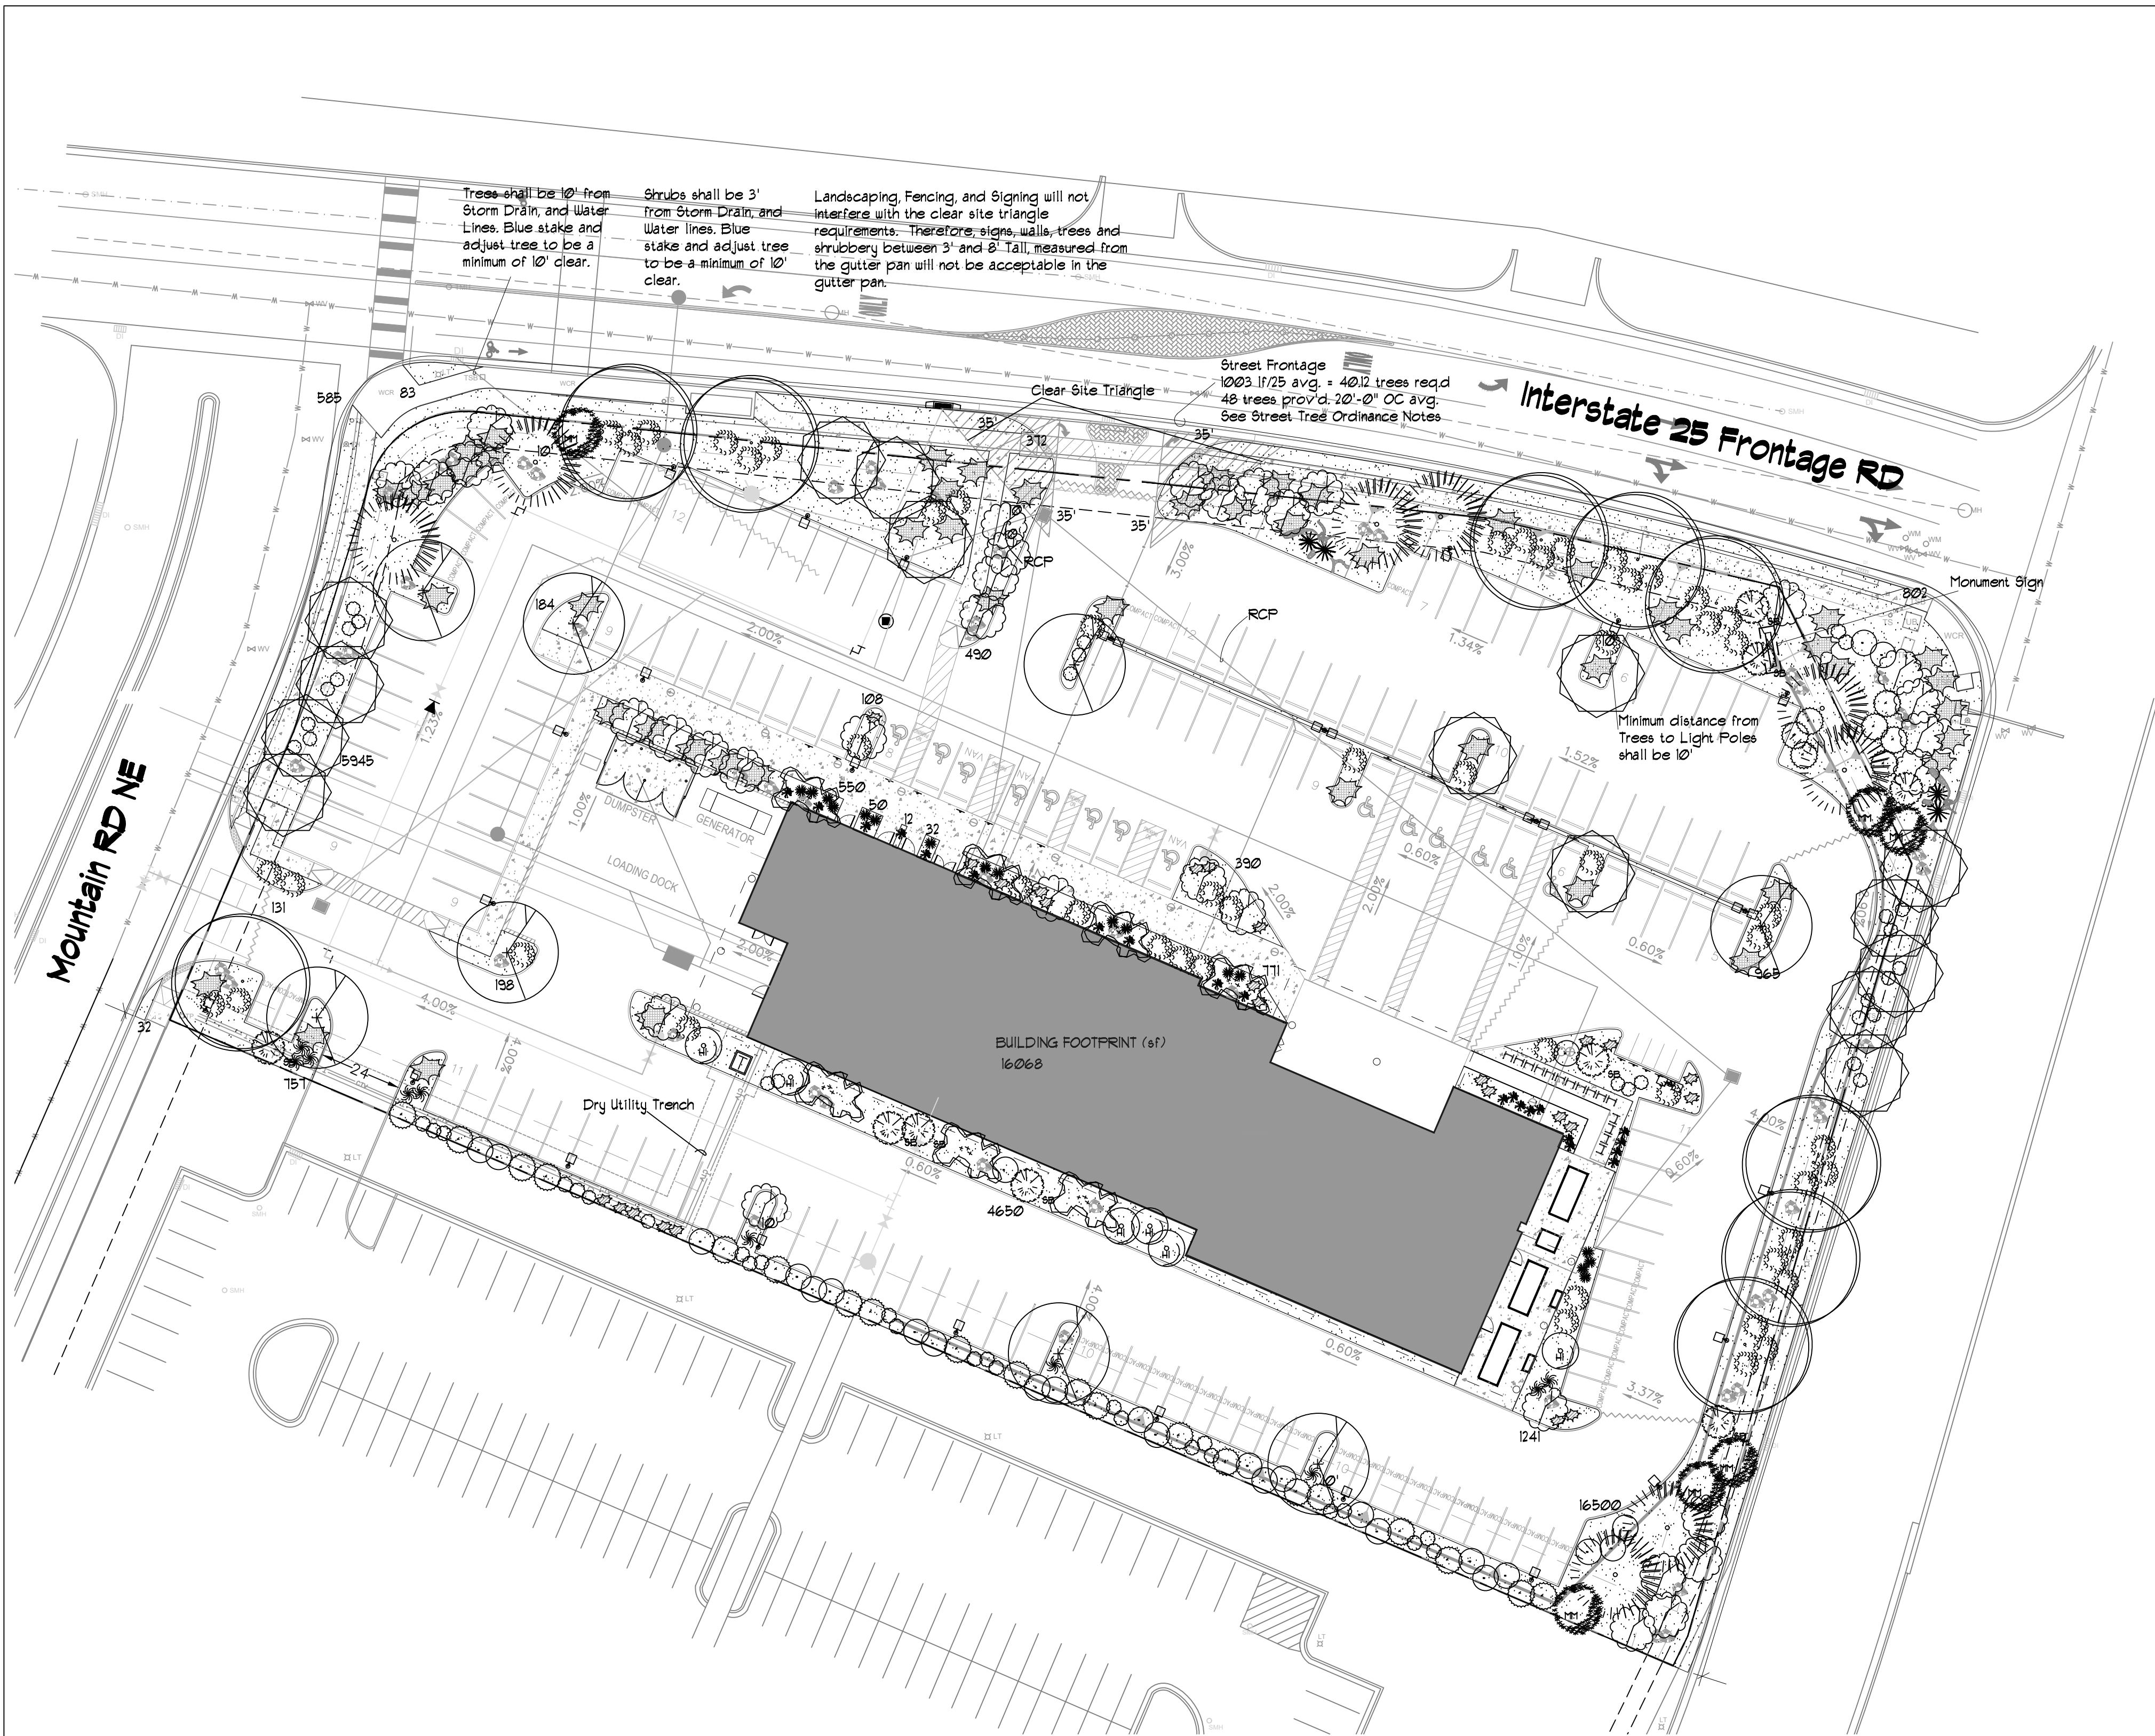 Trees shall be 10' from
Storm Drain, and Water
Lines. Blue stake and
adjust tree to be a
minimum of 10' clear.
Shrubs shall be 3'
from Storm Drain, and
Water lines. Blue
stake and adjust tree
to be a minimum of 10'
clear.
Landscaping, Fencing, and Signing will not
interfere with the clear site triangle
requirements. Therefore, signs, walls, trees and
shrubbery between 3' and 8' Tall, measured from
the gutter pan will not be acceptable in the
gutter pan.
Street Frontage
1003 lf/25 avg. = 40.12 trees req.d
48 trees prov'd. 20'-0" OC avg.
See Street Tree Ordinance Notes
Clear Site Triangle
Interstate 25 Frontage RD
Mountain RD NE
Monument Sign
Minimum distance from
Trees to Light Poles
shall be 10'
585
83
35'
372
35'
35'
35'
RCP
RCP
802
184
490
108
5945
550
50
12
32
390
771
131
198
32
757
24
965
DUMPSTER
GENERATOR
LOADING DOCK
BUILDING FOOTPRINT (sf)
16068
Dry Utility Trench
4650
1241
16500
2.00%
3.00%
1.34%
1.23%
1.52%
1.00%
2.00%
0.60%
2.00%
2.00%
1.00%
0.60%
4.00%
4.00%
0.60%
4.00%
0.60%
4.00%
0.60%
3.37%